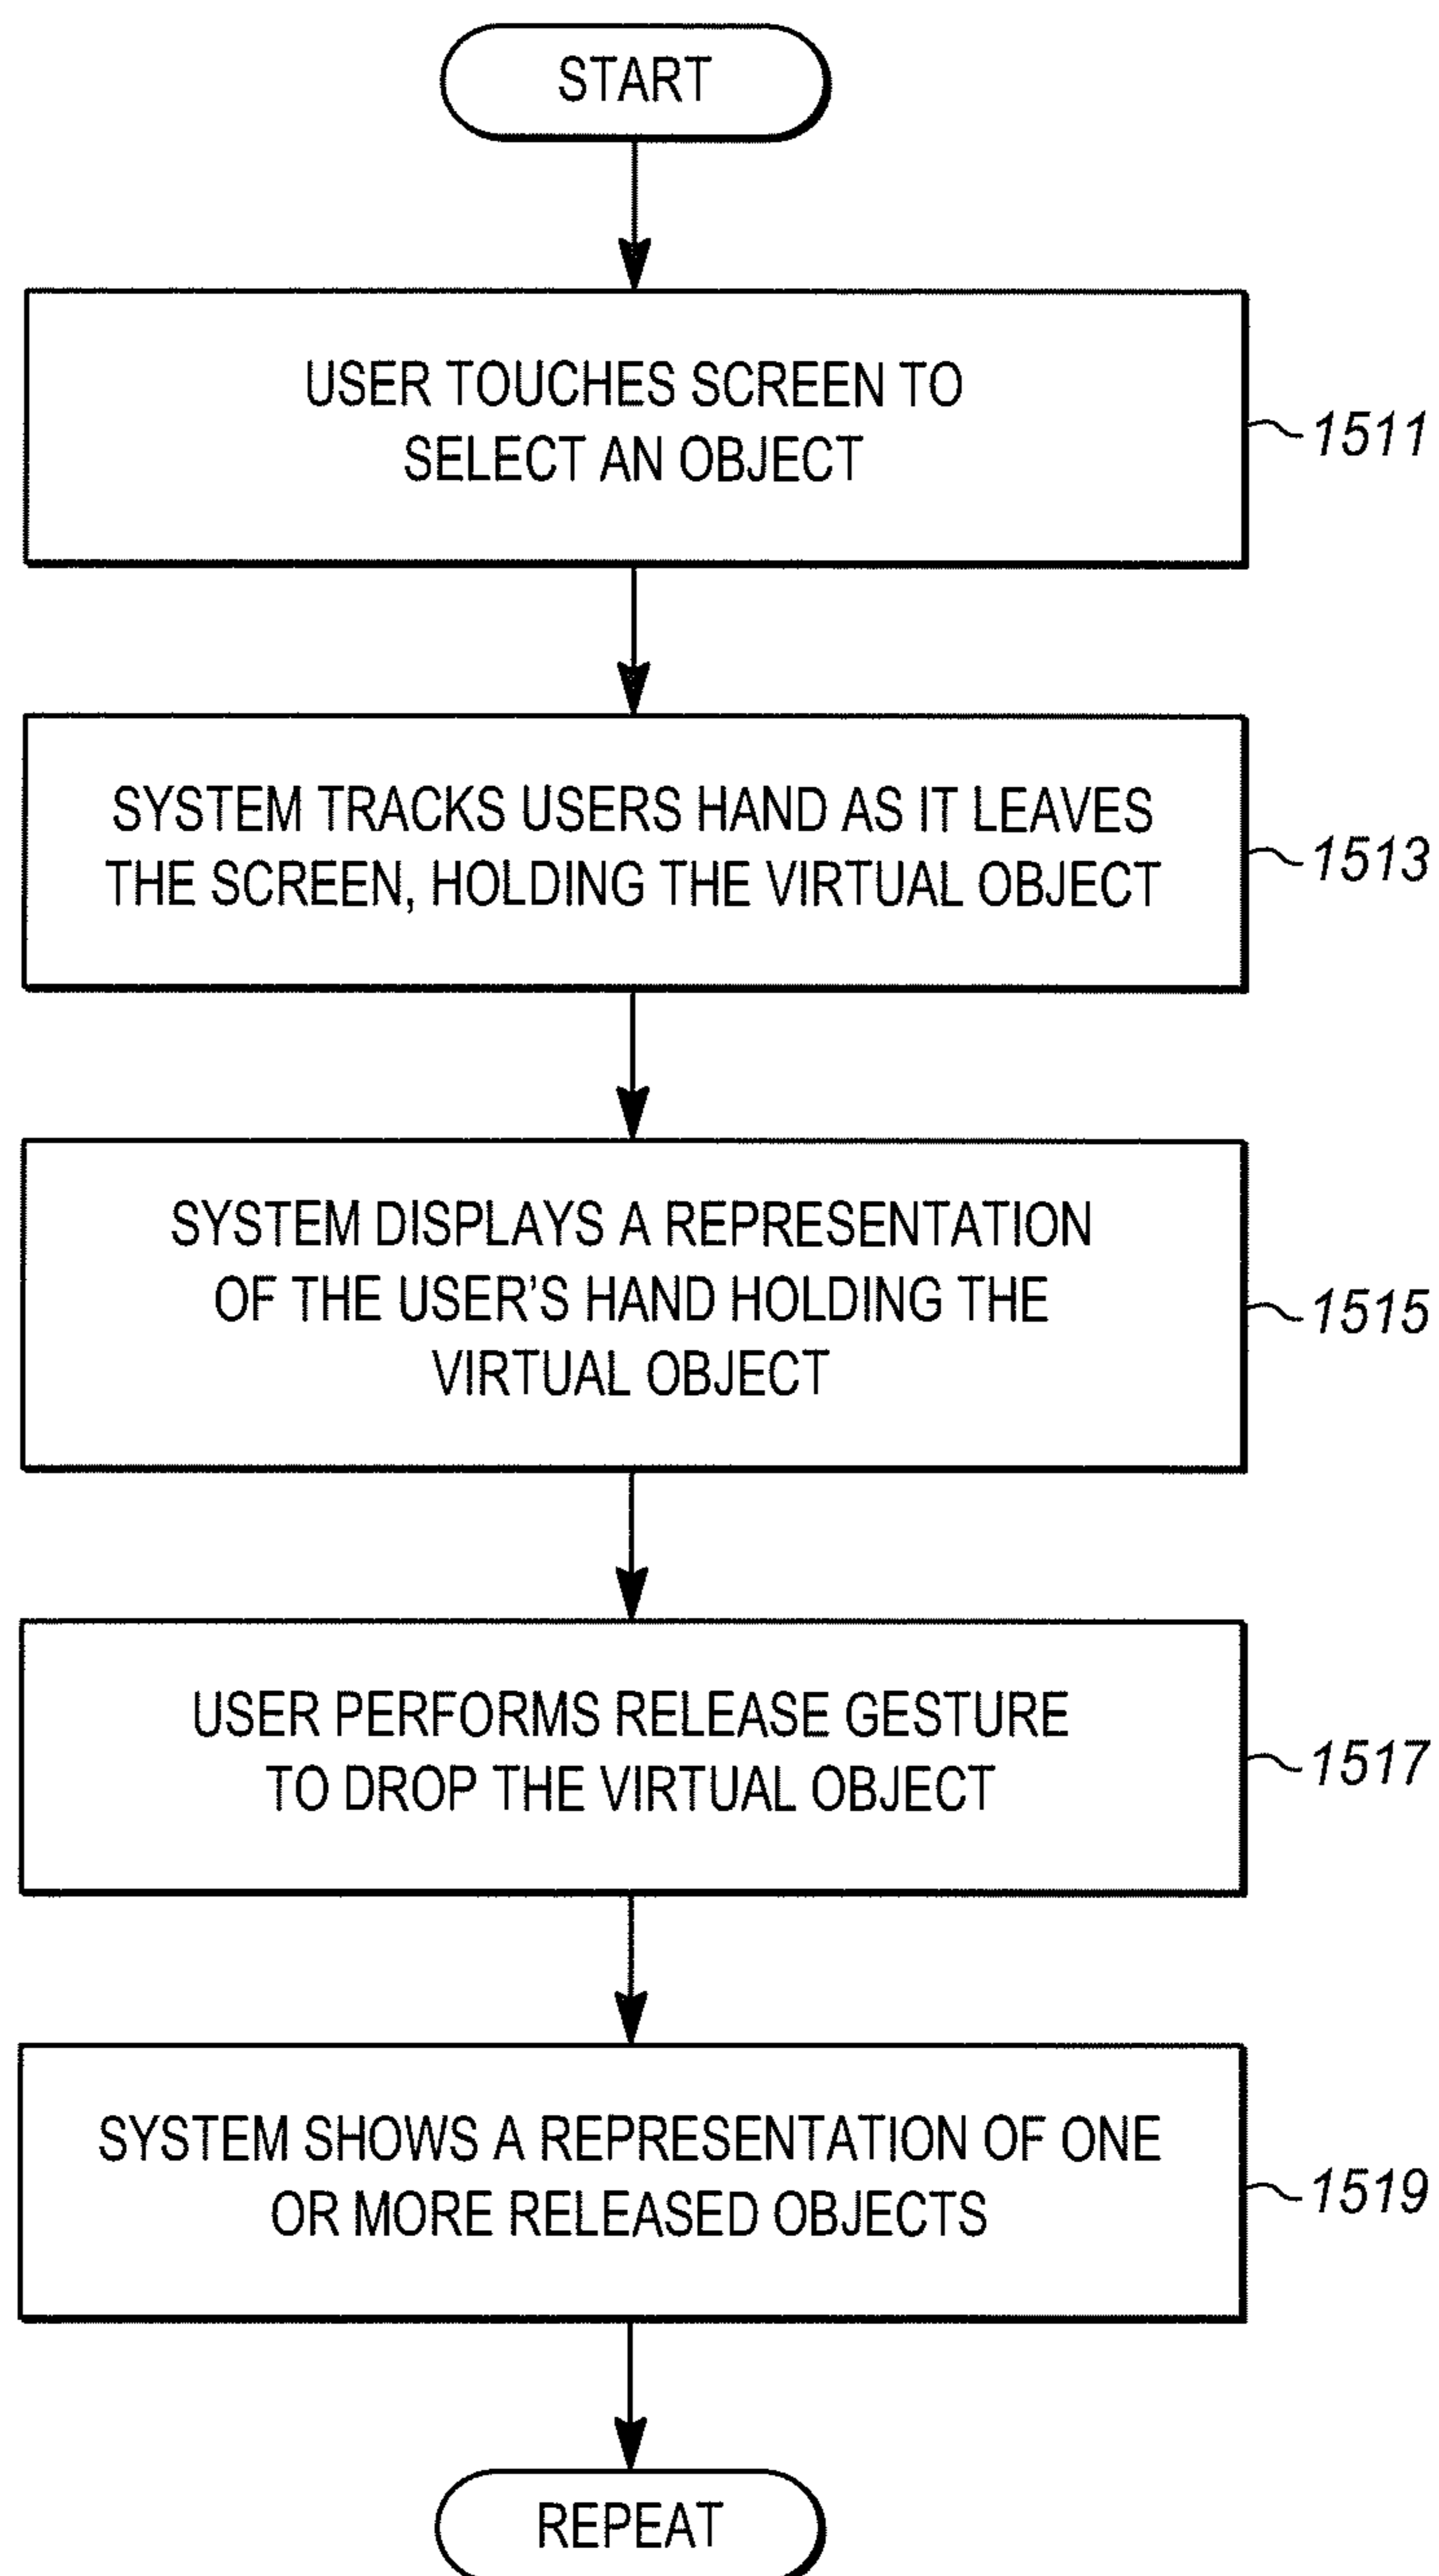 START
USER TOUCHES SCREEN TO
SELECT AN OBJECT
1511
SYSTEM TRACKS USERS HAND AS IT LEAVES
THE SCREEN, HOLDING THE VIRTUAL OBJECT
1513
SYSTEM DISPLAYS A REPRESENTATION
OF THE USER'S HAND HOLDING THE
VIRTUAL OBJECT
1515
USER PERFORMS RELEASE GESTURE
TO DROP THE VIRTUAL OBJECT
1517
SYSTEM SHOWS A REPRESENTATION OF ONE
OR MORE RELEASED OBJECTS
1519
REPEAT